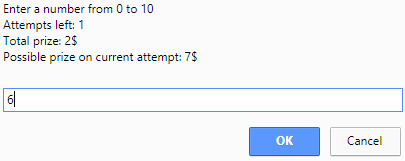 Enter a number from 0 to 10
Attempts left: 1
Total prize: 2$
Possible prize on current attempt: 7$
6
OK Cancel